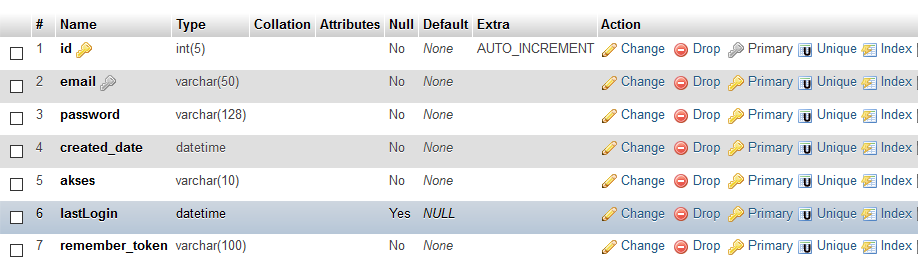 # Name Type Collation Attributes Null Default Extra Action
1 id int(5) No None AUTO_INCREMENT Change Drop Primary Unique Index
2 email varchar(50) No None Change Drop Primary U Unique Index
3 password varchar(128) No None Change Drop Primary U Unique Index
4 created_date datetime No None Change Drop Primary U Unique Index
5 akses varchar(10) No None Change Drop Primary U Unique Index
6 lastLogin datetime Yes NULL Change Drop Primary U Unique Index
7 remember_token varchar(100) No None Change Drop Primary U Unique Index